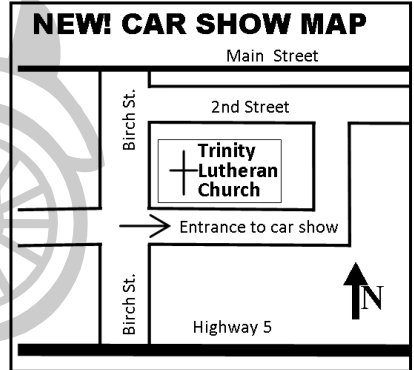 NEW! CAR SHOW MAP
Main Street
Birch St.
2nd Street
Trinity
Lutheran
Church
Entrance to car show
Birch St.
N
Highway 5